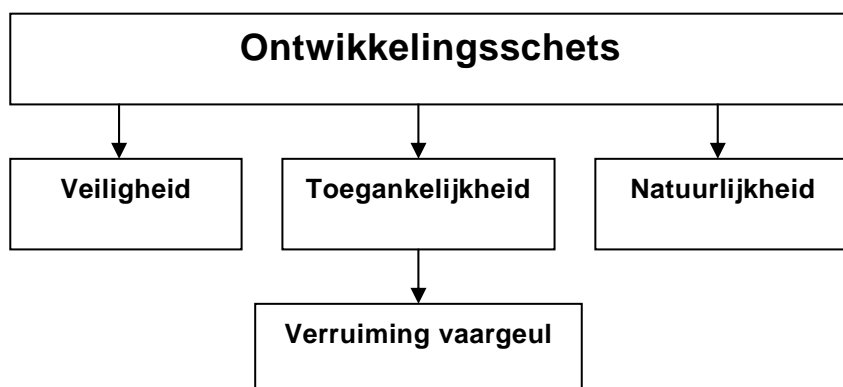 Ontwikkelingsschets
Veiligheid
Toegankelijkheid
Natuurlijkheid
Verruiming vaargeul